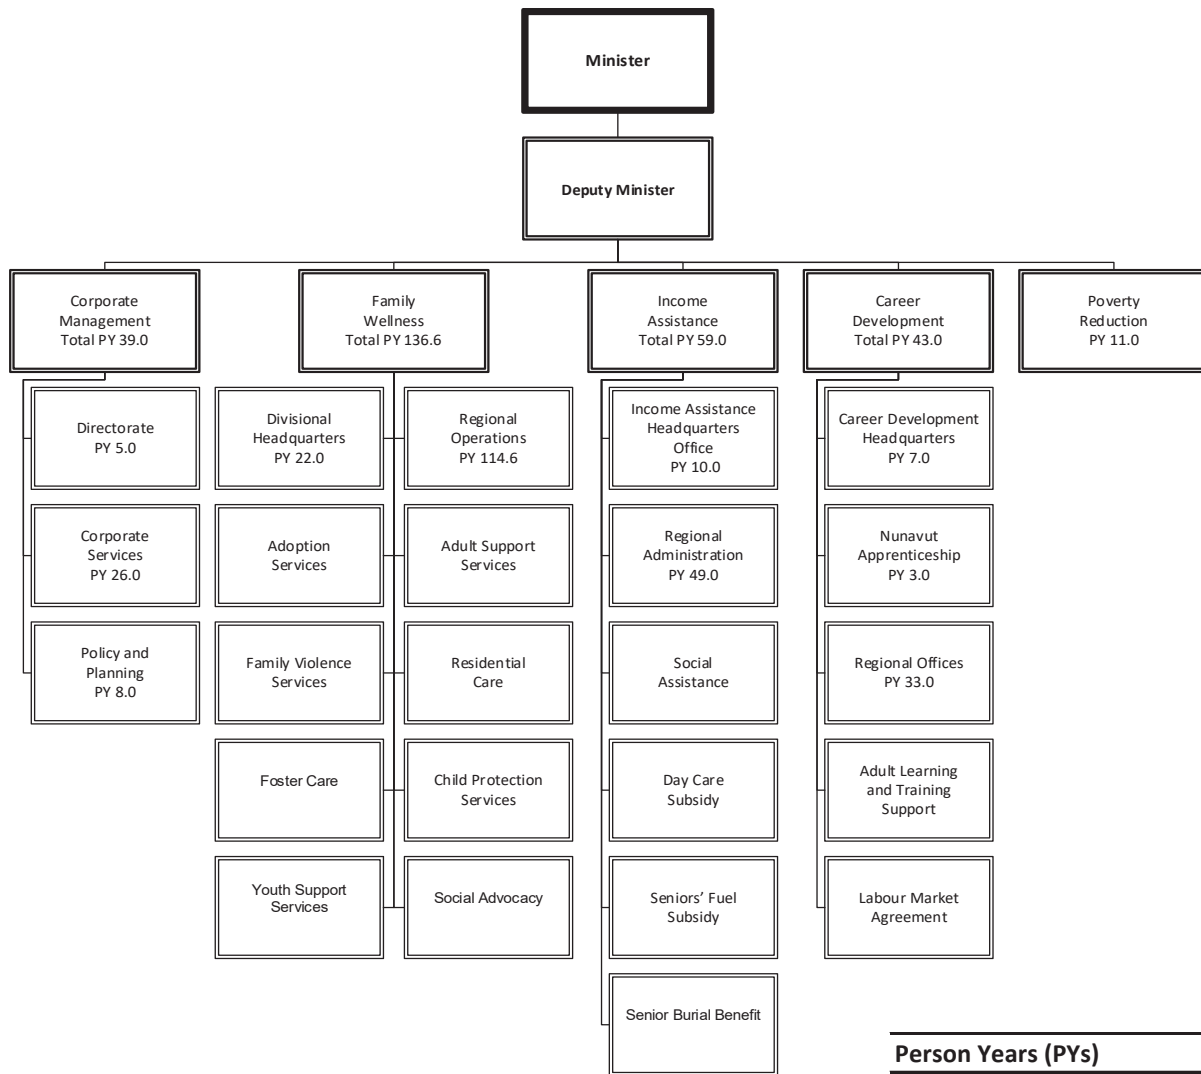 Minister
Deputy Minister
Corporate
Management
Total PY 39.0
Family
Wellness
Total PY 136.6
Income
Assistance
Total PY 59.0
Career
Development
Total PY 43.0
Poverty
Reduction
PY 11.0
Directorate
PY 5.0
Corporate
Services
PY 26.0
Policy and
Planning
PY 8.0
Divisional
Headquarters
PY 22.0
Regional
Operations
PY 114.6
Adoption
Services
Adult Support
Services
Family Violence
Services
Residential
Care
Foster Care
Child Protection
Services
Youth Support
Services
Social Advocacy
Income Assistance
Headquarters
Office
PY 10.0
Regional
Administration
PY 49.0
Social
Assistance
Day Care
Subsidy
Seniors’ Fuel
Subsidy
Senior Burial Benefit
Career Development
Headquarters
PY 7.0
Nunavut
Apprenticeship
PY 3.0
Regional Offices
PY 33.0
Adult Learning
and Training
Support
Labour Market
Agreement
Person Years (PYs)